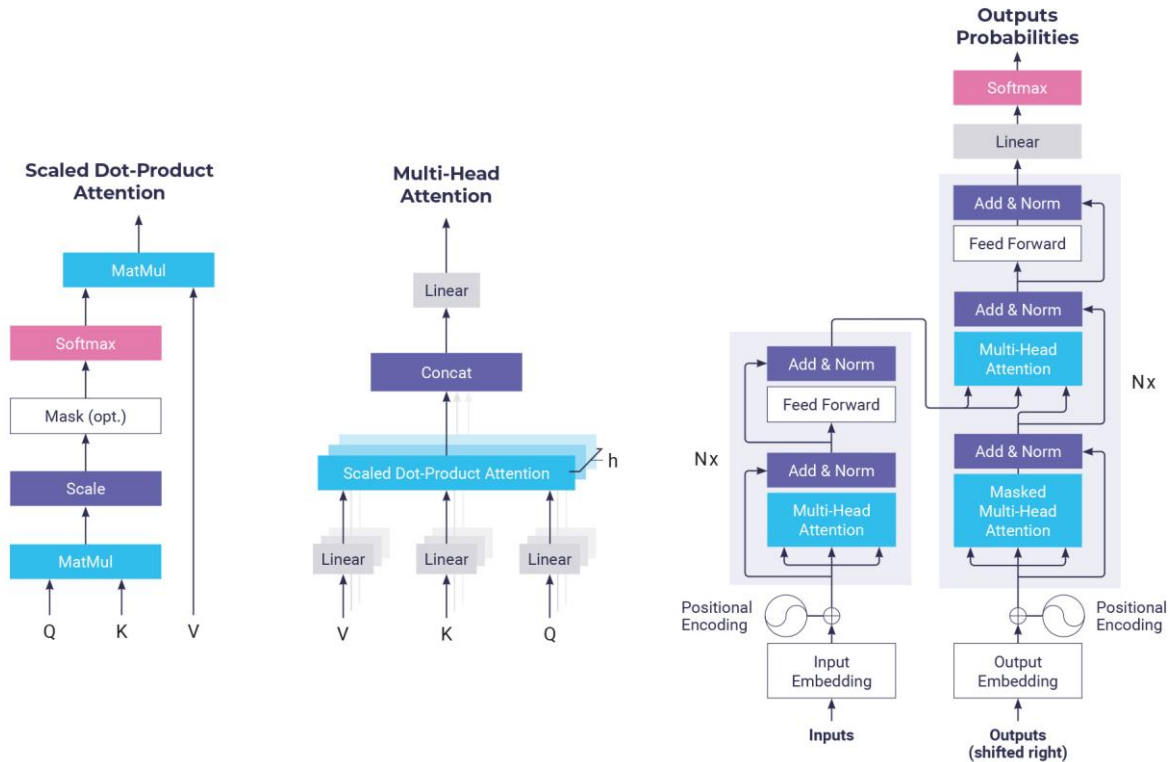 Scaled Dot-Product
Attention
MatMul
Softmax
Mask (opt.)
Scale
MatMul
Q
K
V
Multi-Head
Attention
Linear
Concat
Scaled Dot-Product Attention
h
Linear
Linear
Linear
V
K
Q
Outputs
Probabilities
Softmax
Linear
Add & Norm
Feed Forward
Add & Norm
Multi-Head
Attention
Nx
Add & Norm
Masked
Multi-Head
Attention
Add & Norm
Feed Forward
Nx
Add & Norm
Multi-Head
Attention
Positional
Encoding
Positional
Encoding
Input
Embedding
Output
Embedding
Inputs
Outputs
(shifted right)